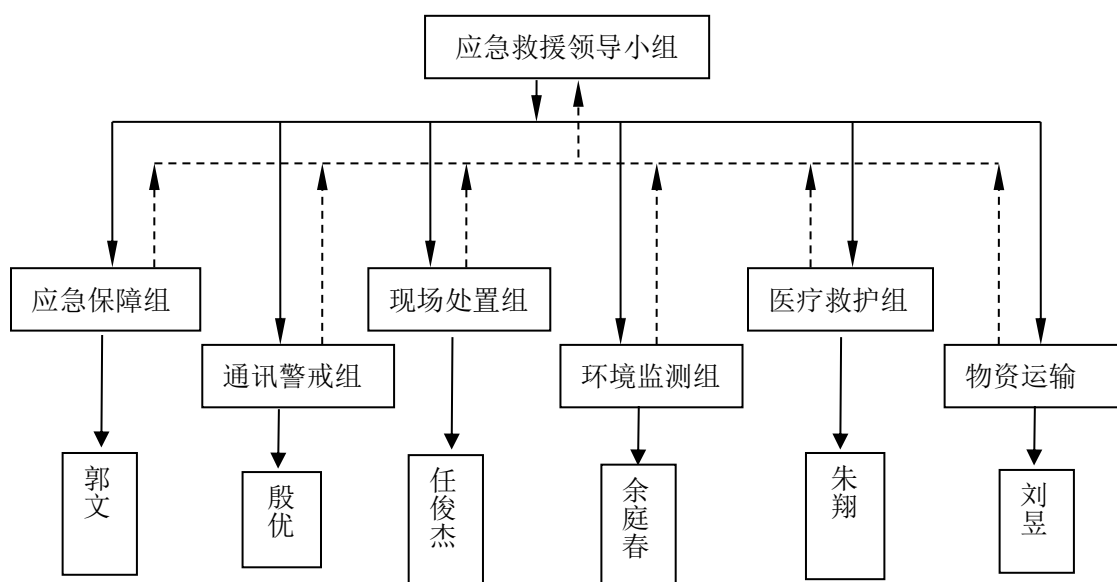 应急救援领导小组
应急保障组
现场处置组
医疗救护组
通讯警戒组
环境监测组
物资运输
郭文
殷优
任俊杰
余庭春
朱翔
刘昱